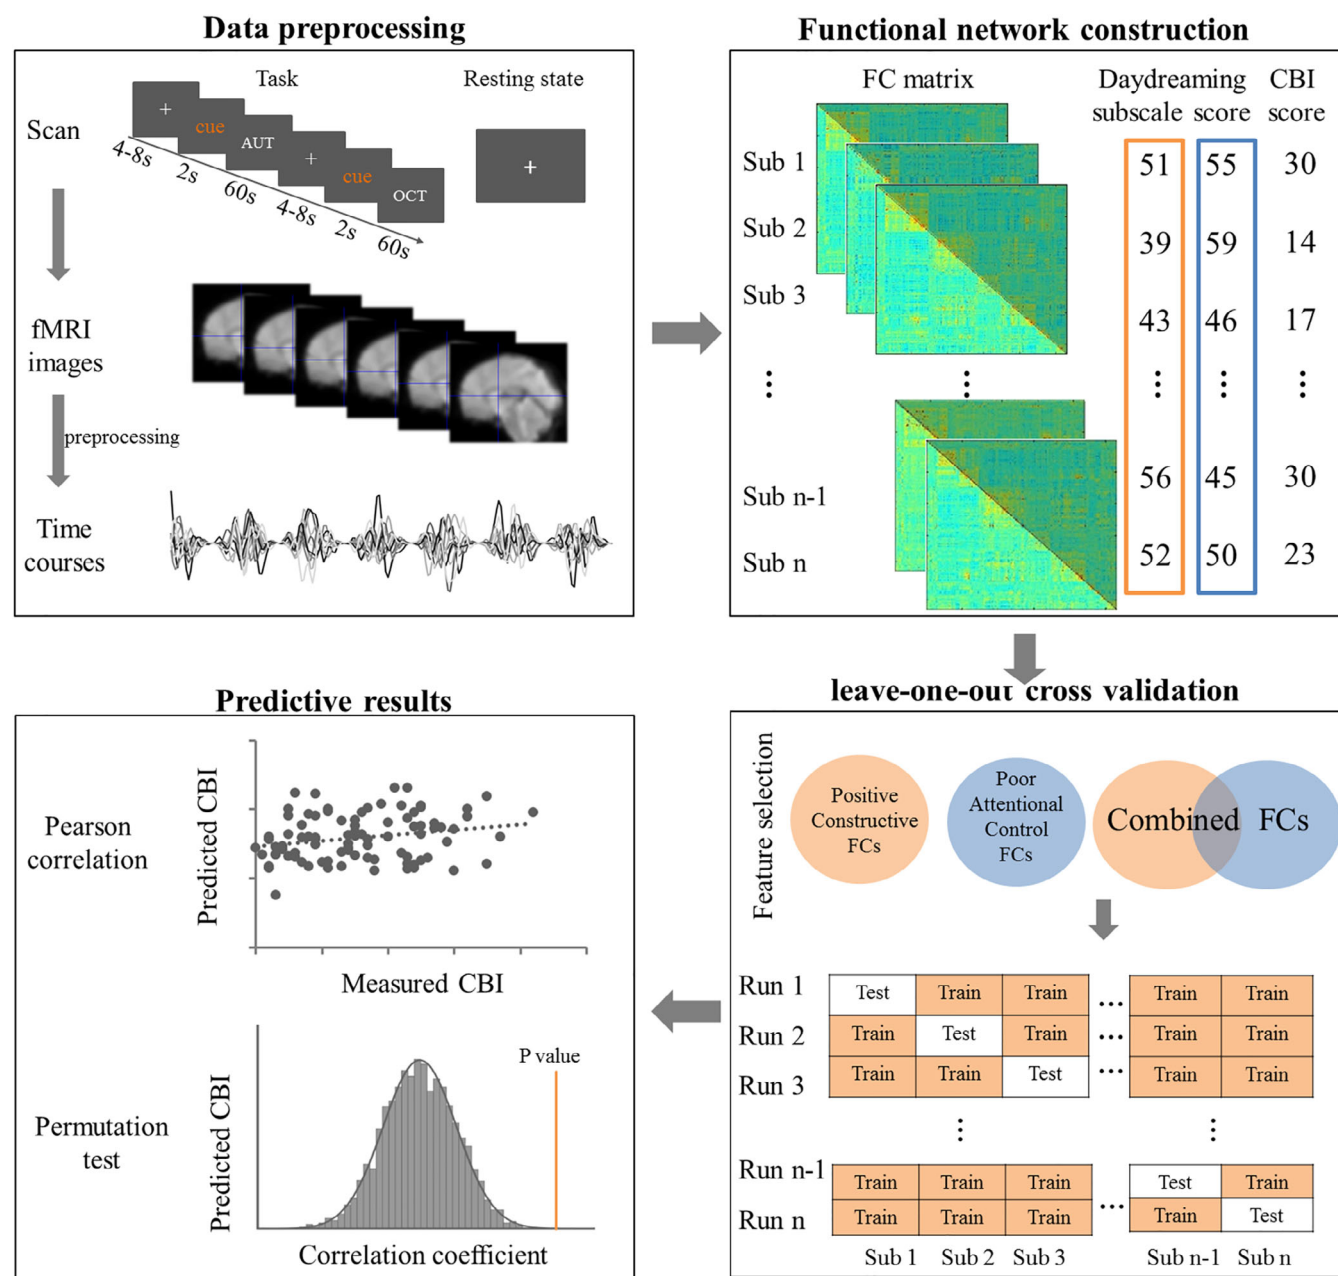 Data preprocessing
Task
Resting state
Scan
+
cue
AUT
+
cue
OCT
+
4-8s
2s
60s
4-8s
2s
60s
fMRI
images
preprocessing
Time
courses
Functional network construction
FC matrix
Daydreaming
subscale score
CBI
score
Sub 1
51 55 30
Sub 2
39 59 14
Sub 3
43 46 17
⋮ ⋮ ⋮ ⋮ ⋮
Sub n-1
56 45 30
Sub n
52 50 23
leave-one-out cross validation
Feature selection
Positive
Constructive
FCs
Poor
Attentional
Control
FCs
Combined FCs
Run 1 Test Train Train ... Train Train
Run 2 Train Test Train ... Train Train
Run 3 Train Train Test ... Train Train
⋮ ⋮
Run n-1 Train Train Train Test Train
Run n Train Train Train ... Train Test
Sub 1 Sub 2 Sub 3 Sub n-1 Sub n
Predictive results
Pearson
correlation
Predicted CBI
Measured CBI
Permutation
test
Predicted CBI
P value
Correlation coefficient